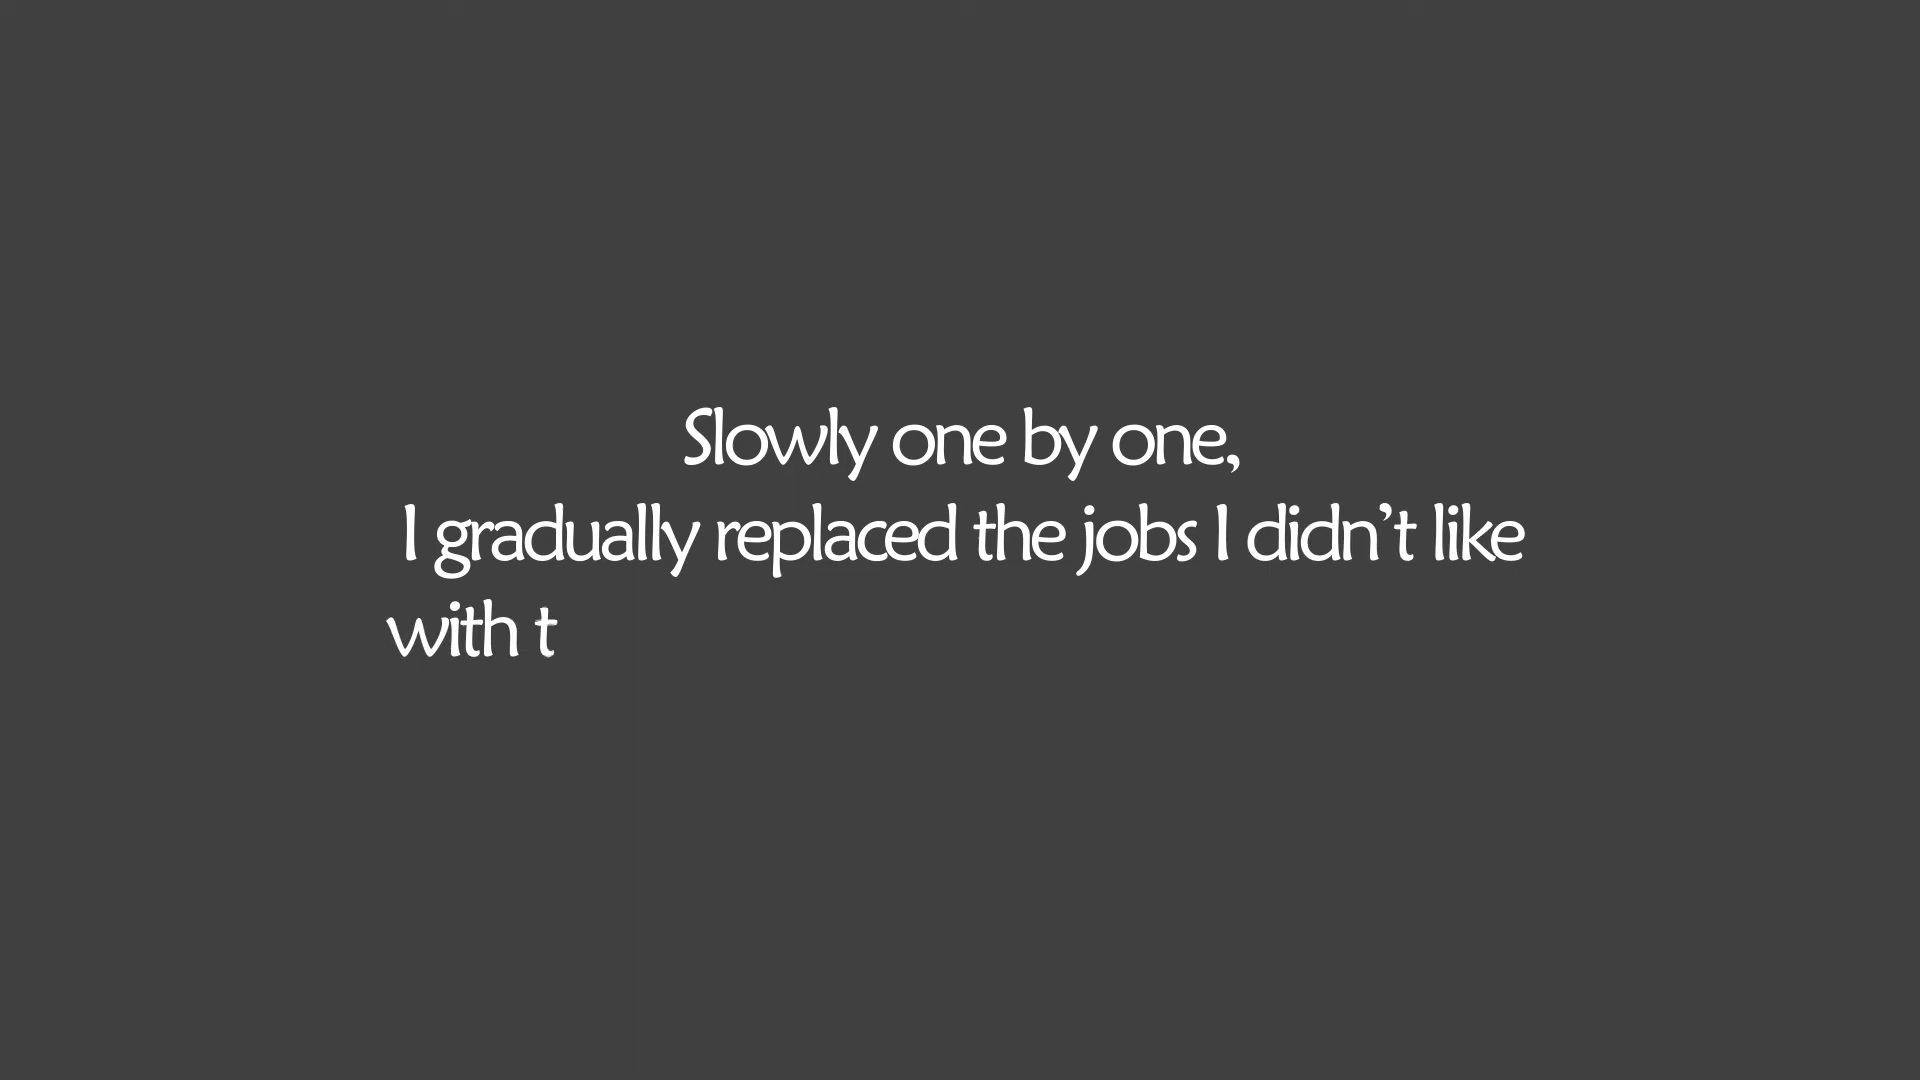 Slowly one by one,
I gradually replaced the jobs I didn’t like
with t